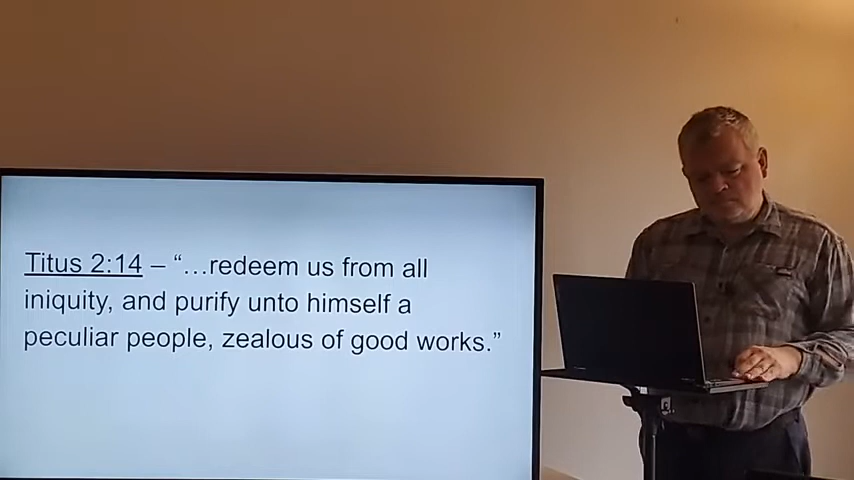 Titus 2:14 – “…redeem us from all
iniquity, and purify unto himself a
peculiar people, zealous of good works.”